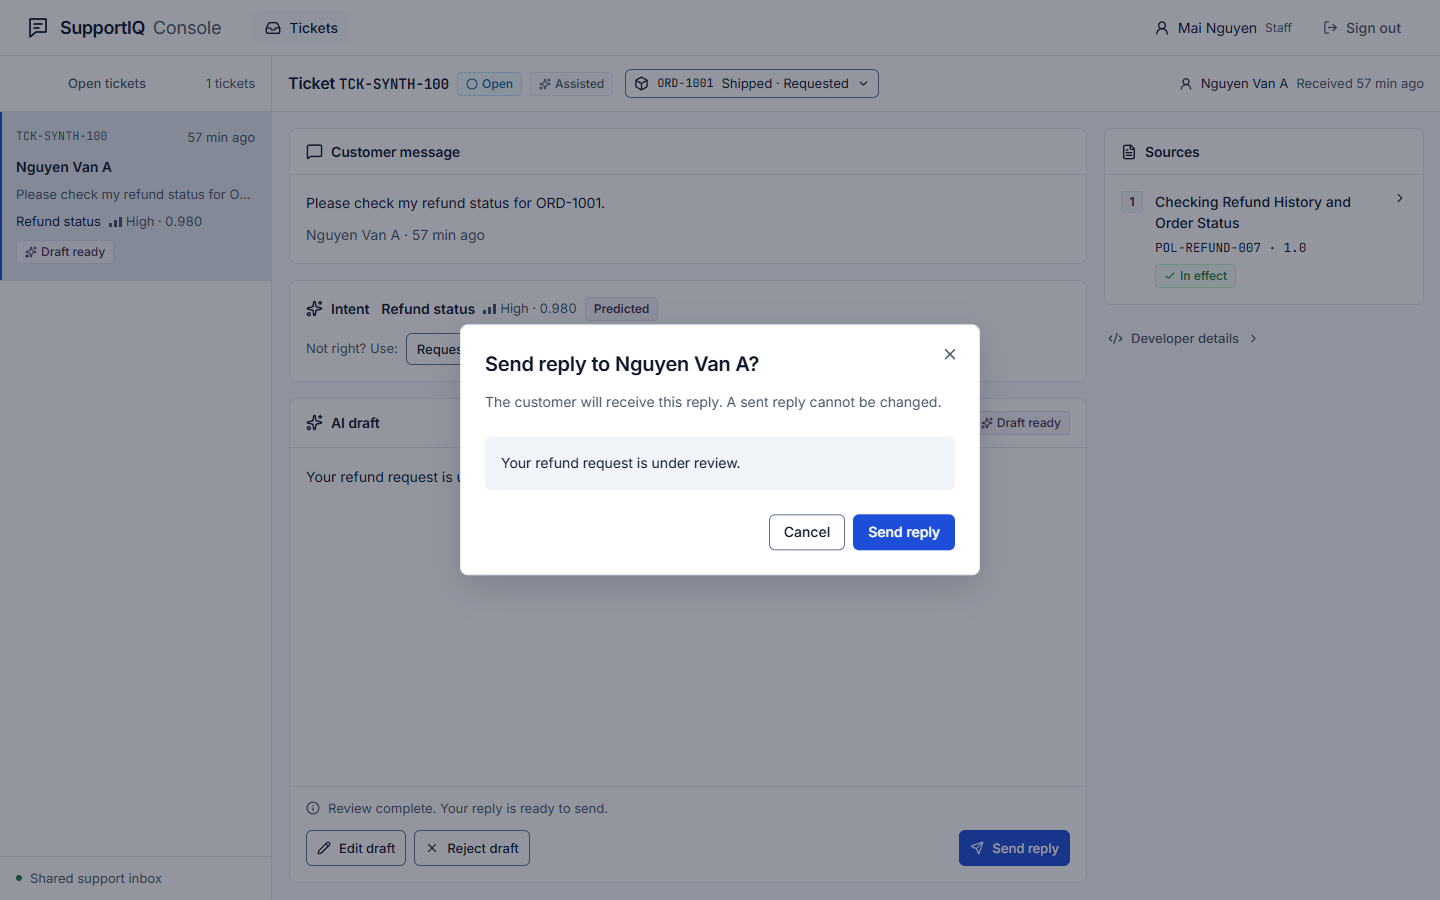 SupportIQ Console
Tickets
Mai Nguyen Staff
Sign out
Open tickets
1 tickets
Ticket TCK-SYNTH-100
Open
Assisted
ORD-1001 Shipped · Requested
Nguyen Van A Received 57 min ago
TCK-SYNTH-100
57 min ago
Nguyen Van A
Please check my refund status for O...
Refund status High · 0.980
Draft ready
Customer message
Please check my refund status for ORD-1001.
Nguyen Van A · 57 min ago
Intent Refund status High · 0.980 Predicted
Not right? Use:
AI draft
Draft ready
Your refund request is
Review complete. Your reply is ready to send.
Edit draft
Reject draft
Send reply
Sources
1
Checking Refund History and
Order Status
POL-REFUND-007 · 1.0
In effect
Developer details
Send reply to Nguyen Van A?
The customer will receive this reply. A sent reply cannot be changed.
Your refund request is under review.
Cancel
Send reply
Shared support inbox